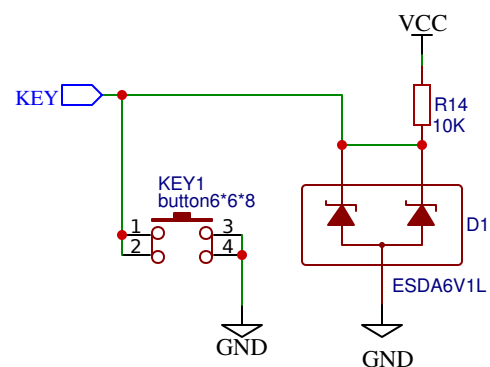 VCC
KEY
R14
10K
KEY1
button6*6*8
1
3
2
4
D1
ESDA6V1L
GND
GND